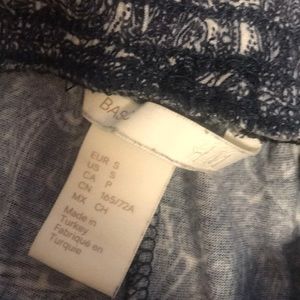 BAS
H&M
EUR S
US S
CA P
CN 165/72A
MX CH
Made in
Turkey
Fabriqué en
Turquie